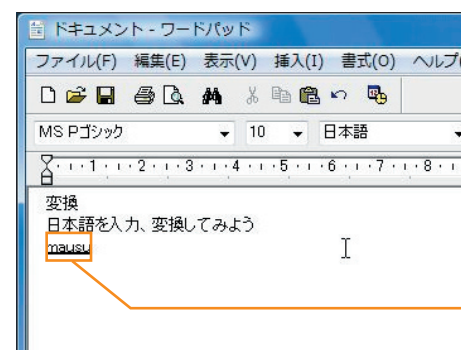 ドキュメント - ワードパッド
ファイル(F) 編集(E) 表示(V) 挿入(I) 書式(O) ヘルプ(
MS Pゴシック 10 日本語
1 2 3 4 5 6 7 8
変換
日本語を入力、変換してみよう
mausu